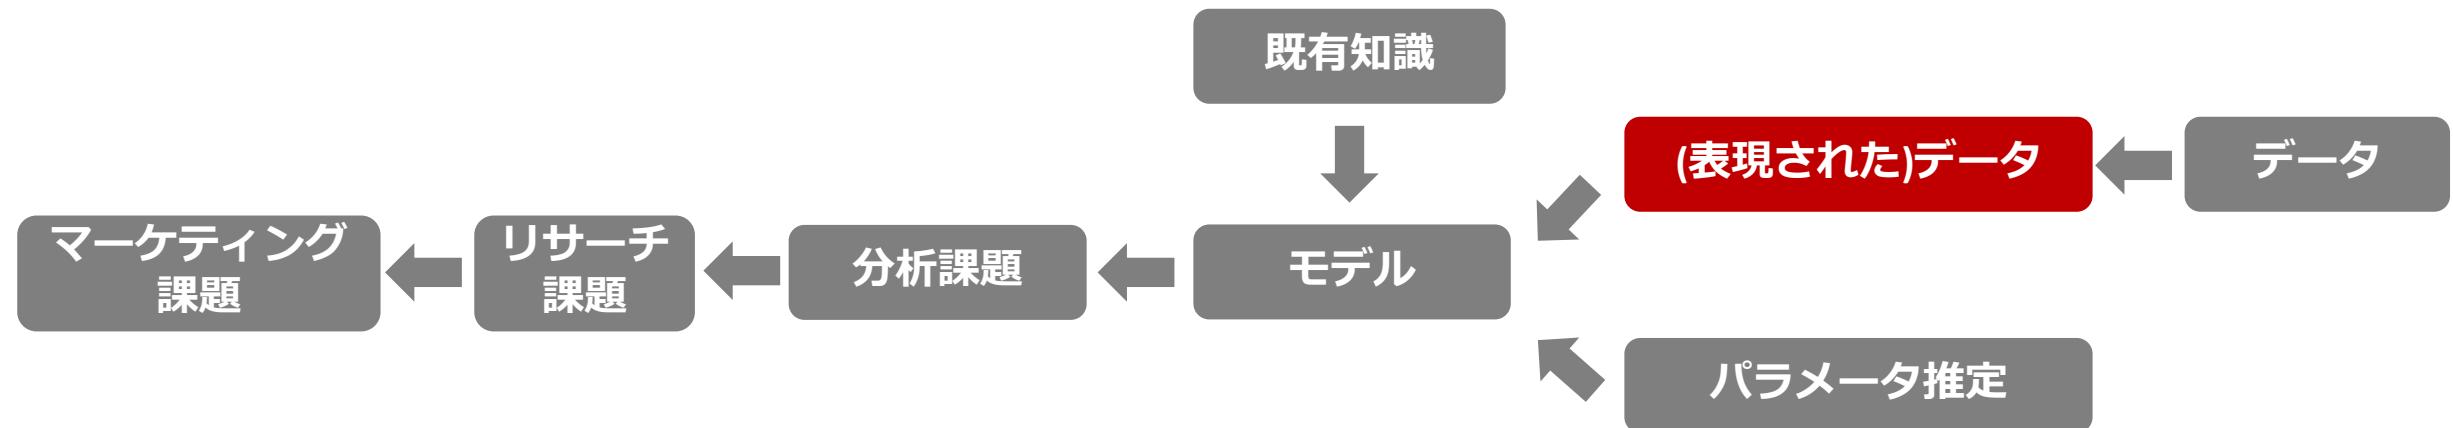 既有知識
(表現された)データ
データ
マーケティング
課題
リサーチ
課題
分析課題
モデル
パラメータ推定